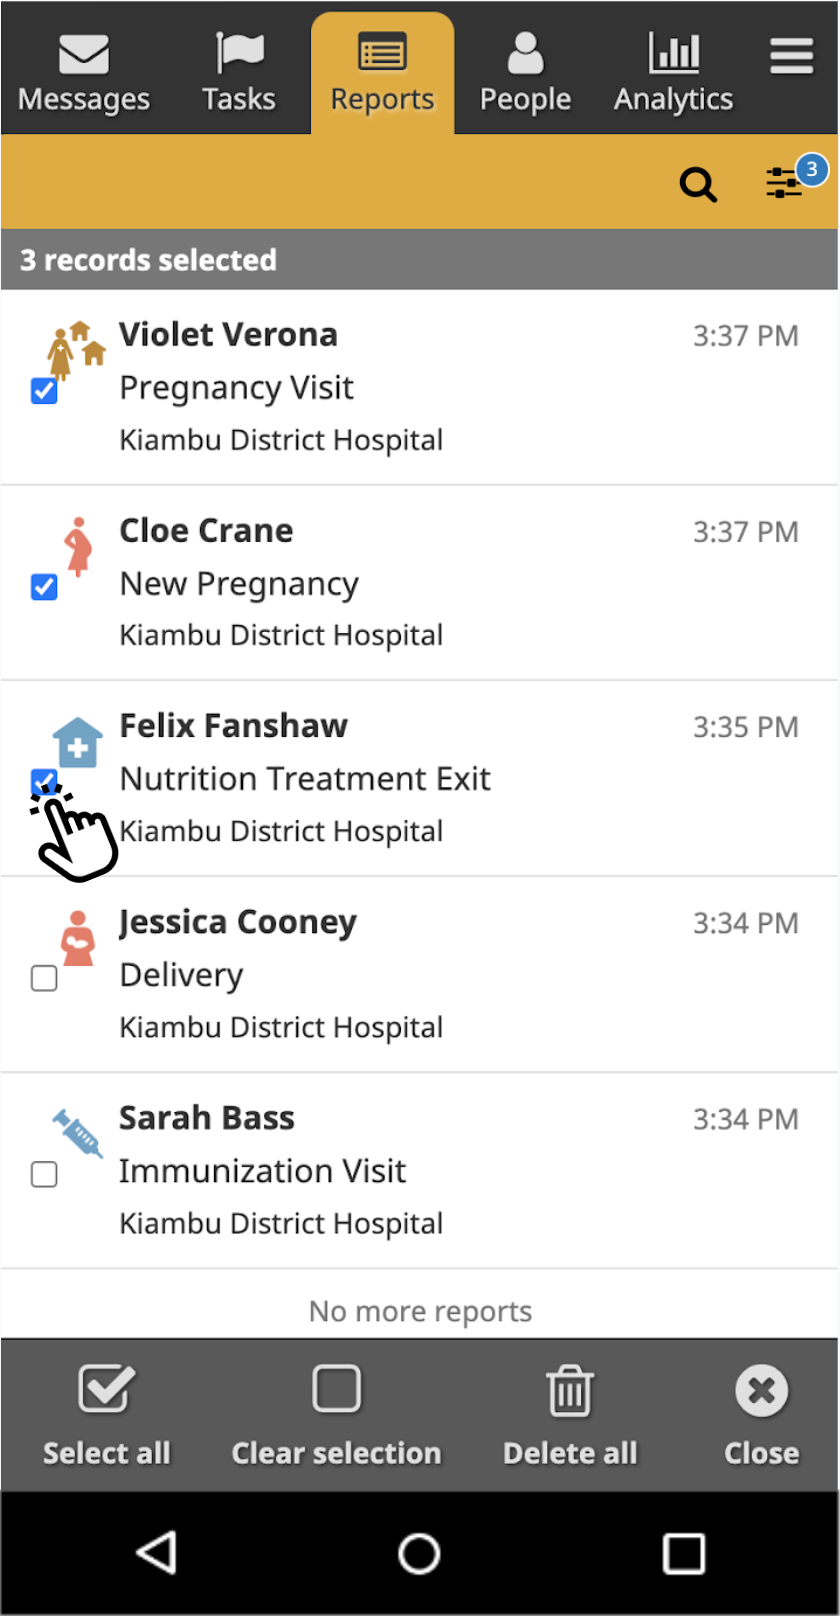 Messages Tasks Reports People Analytics
3
3 records selected
Violet Verona 3:37 PM
Pregnancy Visit
Kiambu District Hospital
Cloe Crane 3:37 PM
New Pregnancy
Kiambu District Hospital
Felix Fanshaw 3:35 PM
Nutrition Treatment Exit
Kiambu District Hospital
Jessica Cooney 3:34 PM
Delivery
Kiambu District Hospital
Sarah Bass 3:34 PM
Immunization Visit
Kiambu District Hospital
No more reports
Select all Clear selection Delete all Close